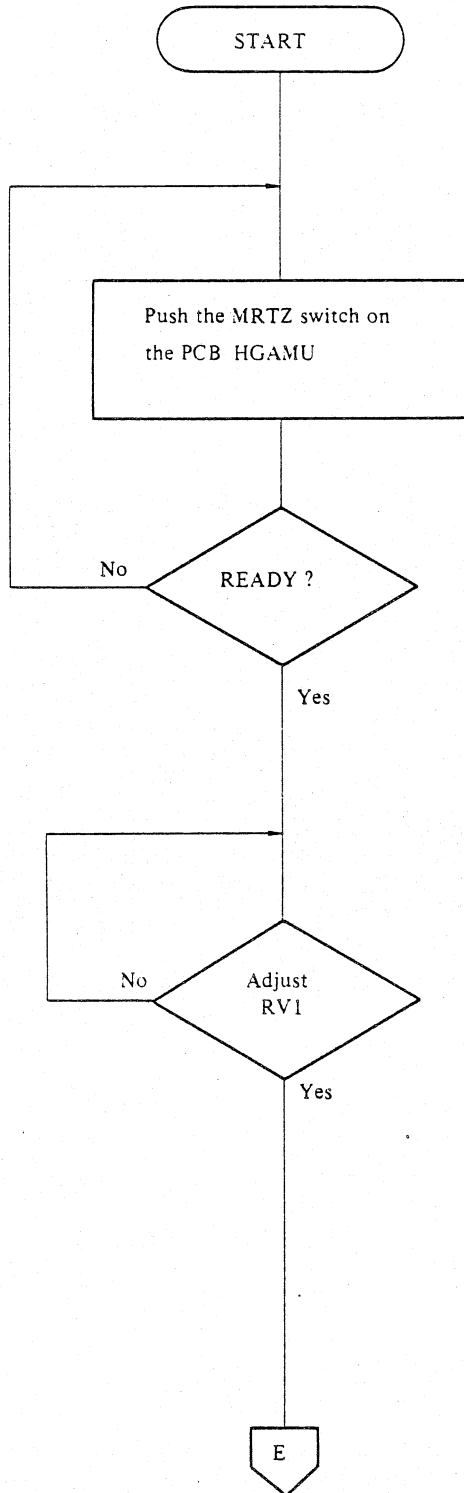 START
Push the MRTZ switch on
the PCB HGAMU
No
READY ?
Yes
No
Adjust
RV1
Yes
E